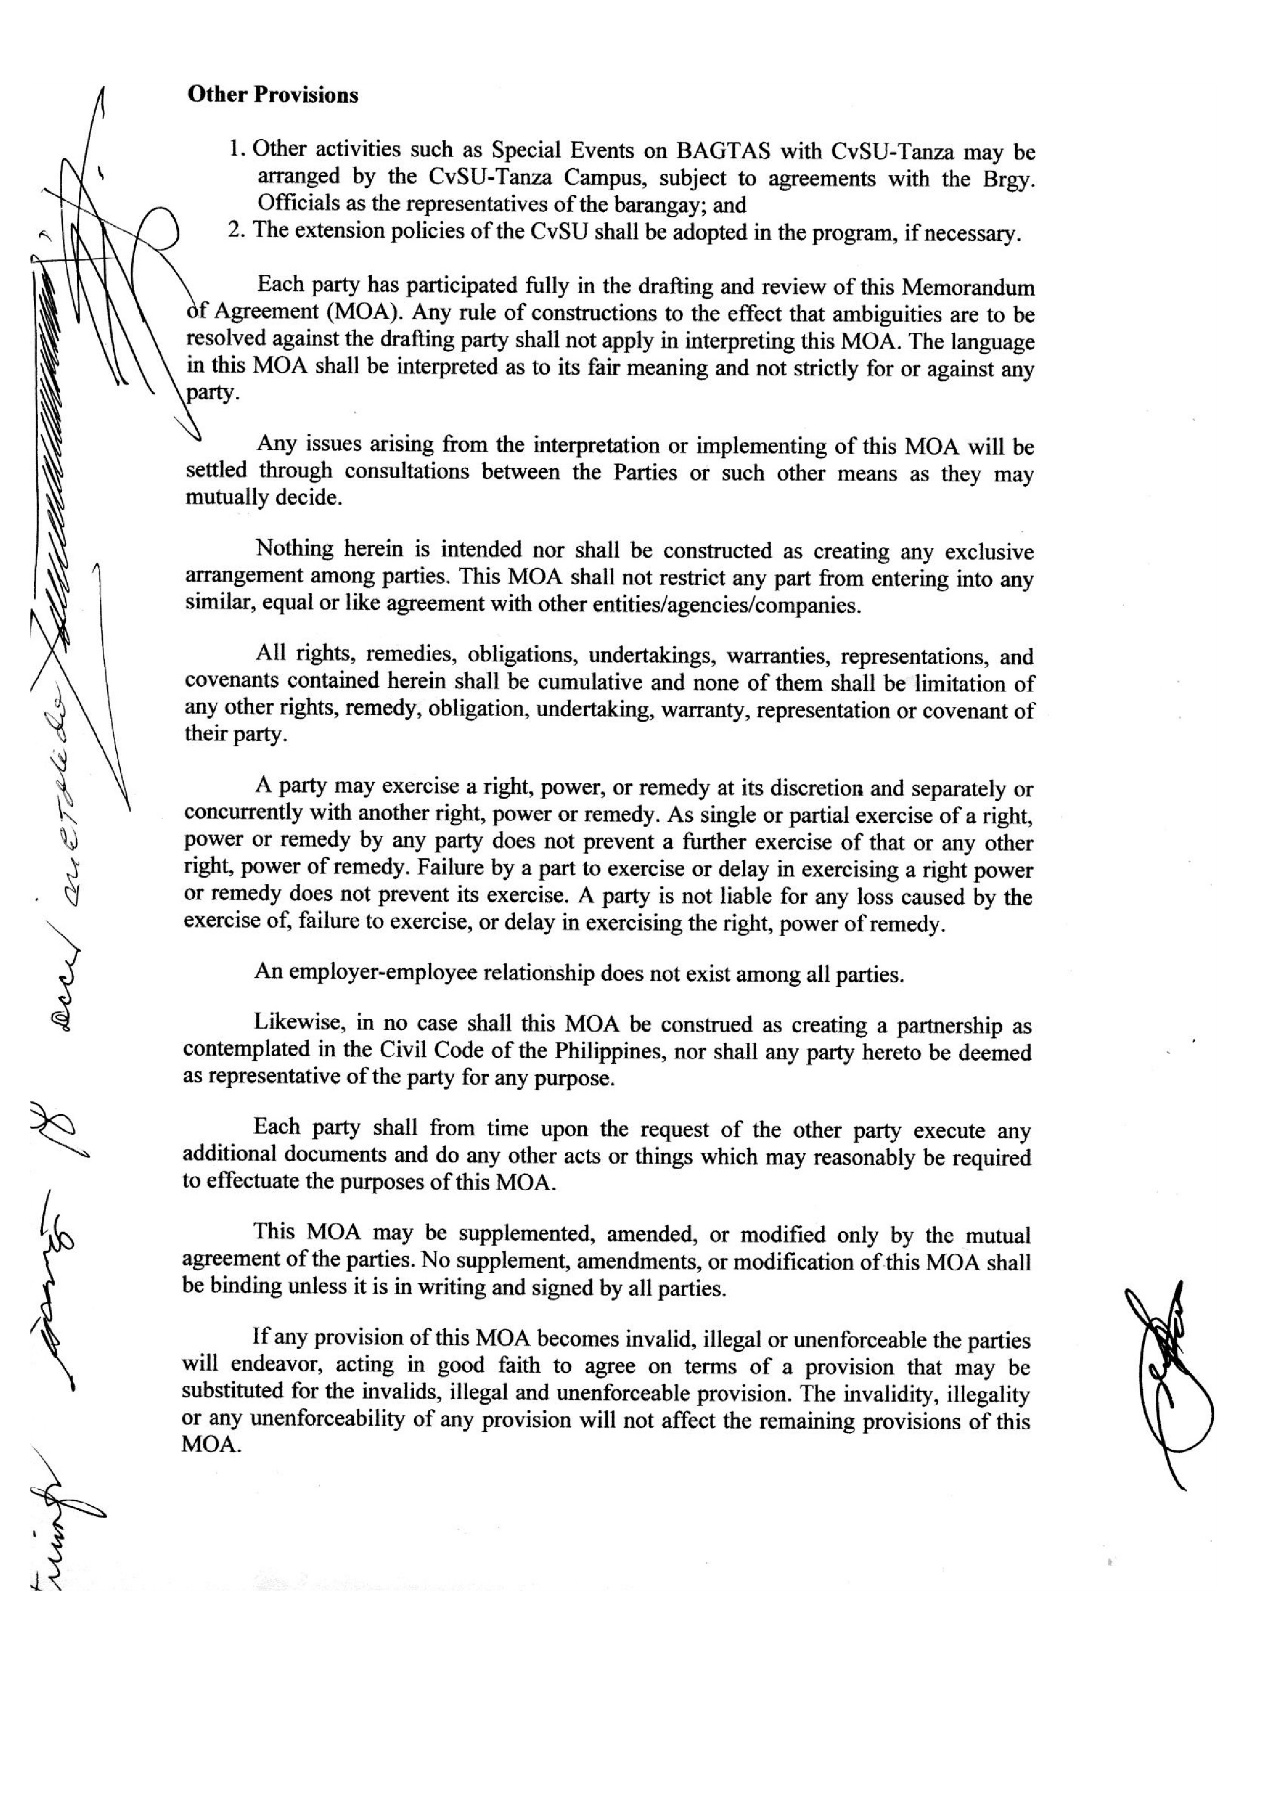 Other Provisions
1. Other activities such as Special Events on BAGTAS with CvSU-Tanza may be
arranged by the CvSU-Tanza Campus, subject to agreements with the Brgy.
Officials as the representatives of the barangay; and
2. The extension policies of the CvSU shall be adopted in the program, if necessary.
Each party has participated fully in the drafting and review of this Memorandum
of Agreement (MOA). Any rule of constructions to the effect that ambiguities are to be
resolved against the drafting party shall not apply in interpreting this MOA. The language
in this MOA shall be interpreted as to its fair meaning and not strictly for or against any
party.
Any issues arising from the interpretation or implementing of this MOA will be
settled through consultations between the Parties or such other means as they may
mutually decide.
Nothing herein is intended nor shall be constructed as creating any exclusive
arrangement among parties. This MOA shall not restrict any part from entering into any
similar, equal or like agreement with other entities/agencies/companies.
All rights, remedies, obligations, undertakings, warranties, representations, and
covenants contained herein shall be cumulative and none of them shall be limitation of
any other rights, remedy, obligation, undertaking, warranty, representation or covenant of
their party.
A party may exercise a right, power, or remedy at its discretion and separately or
concurrently with another right, power or remedy. As single or partial exercise of a right,
power or remedy by any party does not prevent a further exercise of that or any other
right, power of remedy. Failure by a part to exercise or delay in exercising a right power
or remedy does not prevent its exercise. A party is not liable for any loss caused by the
exercise of, failure to exercise, or delay in exercising the right, power of remedy.
An employer-employee relationship does not exist among all parties.
Likewise, in no case shall this MOA be construed as creating a partnership as
contemplated in the Civil Code of the Philippines, nor shall any party hereto be deemed
as representative of the party for any purpose.
Each party shall from time upon the request of the other party execute any
additional documents and do any other acts or things which may reasonably be required
to effectuate the purposes of this MOA.
This MOA may be supplemented, amended, or modified only by the mutual
agreement of the parties. No supplement, amendments, or modification of this MOA shall
be binding unless it is in writing and signed by all parties.
If any provision of this MOA becomes invalid, illegal or unenforceable the parties
will endeavor, acting in good faith to agree on terms of a provision that may be
substituted for the invalids, illegal and unenforceable provision. The invalidity, illegality
or any unenforceability of any provision will not affect the remaining provisions of this
MOA.